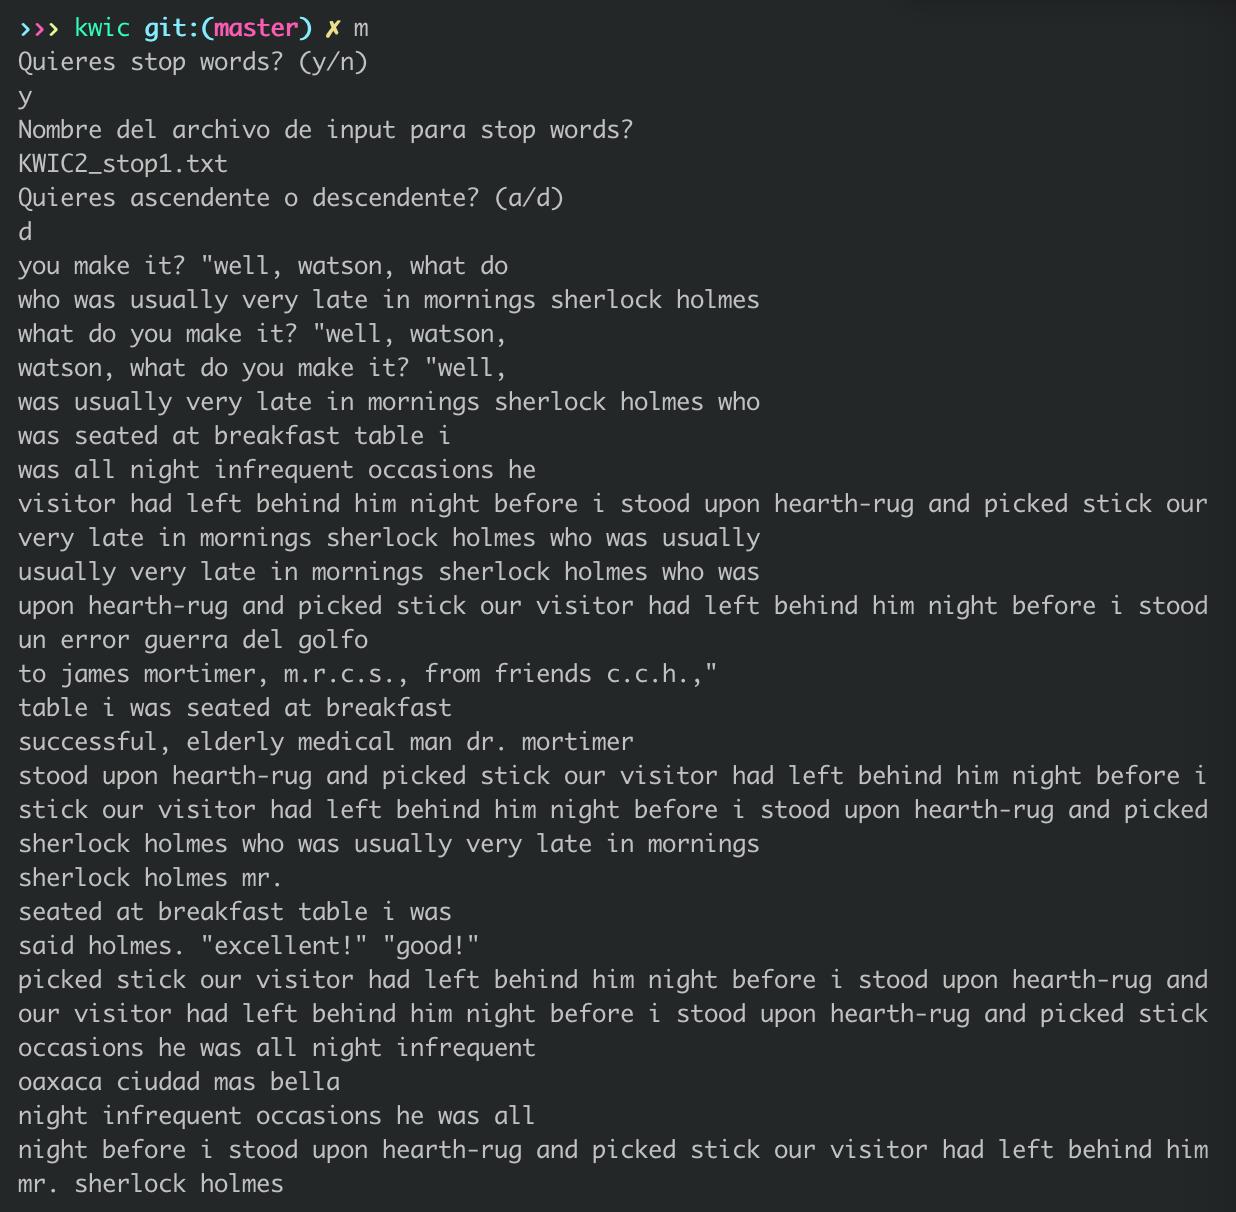 ››› kwic git:(master) ✗ m
Quieres stop words? (y/n)
y
Nombre del archivo de input para stop words?
KWIC2_stop1.txt
Quieres ascendente o descendente? (a/d)
d
you make it? "well, watson, what do
who was usually very late in mornings sherlock holmes
what do you make it? "well, watson,
watson, what do you make it? "well,
was usually very late in mornings sherlock holmes who
was seated at breakfast table i
was all night infrequent occasions he
visitor had left behind him night before i stood upon hearth-rug and picked stick our
very late in mornings sherlock holmes who was usually
usually very late in mornings sherlock holmes who was
upon hearth-rug and picked stick our visitor had left behind him night before i stood
un error guerra del golfo
to james mortimer, m.r.c.s., from friends c.c.h.,"
table i was seated at breakfast
successful, elderly medical man dr. mortimer
stood upon hearth-rug and picked stick our visitor had left behind him night before i
stick our visitor had left behind him night before i stood upon hearth-rug and picked
sherlock holmes who was usually very late in mornings
sherlock holmes mr.
seated at breakfast table i was
said holmes. "excellent!" "good!"
picked stick our visitor had left behind him night before i stood upon hearth-rug and
our visitor had left behind him night before i stood upon hearth-rug and picked stick
occasions he was all night infrequent
oaxaca ciudad mas bella
night infrequent occasions he was all
night before i stood upon hearth-rug and picked stick our visitor had left behind him
mr. sherlock holmes